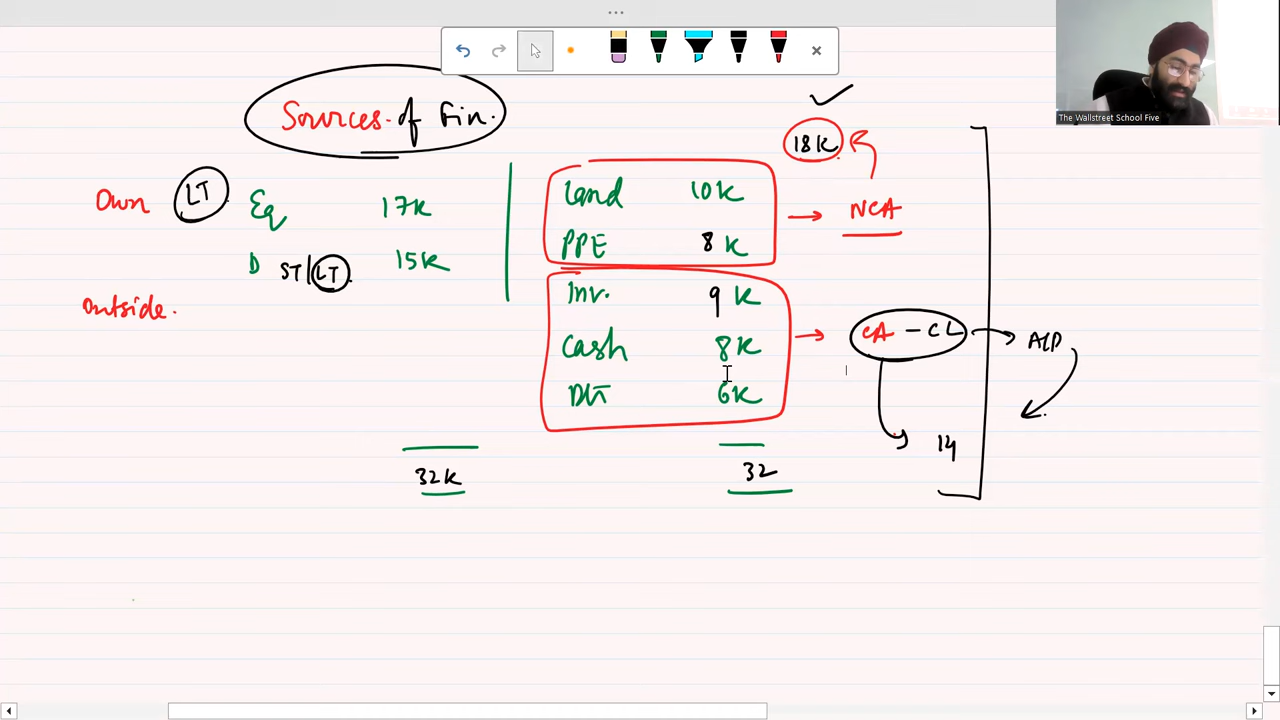 Sources of Fin.
Own LT Eq 17K
D ST/LT 15K
Outside.
32K
Land 10K
PPE 8K
Inv. 9K
Cash 8K
6K
32
18K
NCA
CA - CL
A/P
14
The Wallstreet School Five